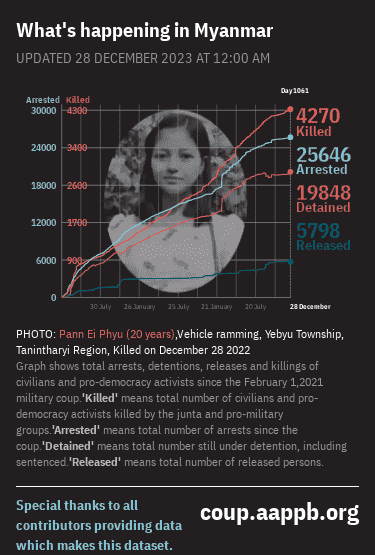 What's happening in Myanmar
UPDATED 28 DECEMBER 2023 AT 12:00 AM
Day1061
Arrested Killed
30000 4300
24000 3400
18000 2600
12000 1700
6000 900
0
4270
Killed
25646
Arrested
19848
Detained
5798
Released
30 July 26 January 25 July 21 January 20 July 28 December
PHOTO: Pann Ei Phyu (20 years),Vehicle ramming, Yebyu Township,
Tanintharyi Region, Killed on December 28 2022
Graph shows total arrests, detentions, releases and killings of
civilians and pro-democracy activists since the February 1,2021
military coup.'Killed' means total number of civilians and pro-
democracy activists killed by the junta and pro-military
groups.'Arrested' means total number of arrests since the
coup.'Detained' means total number still under detention, including
sentenced.'Released' means total number of released persons.
Special thanks to all
contributors providing data
which makes this dataset.
coup.aappb.org